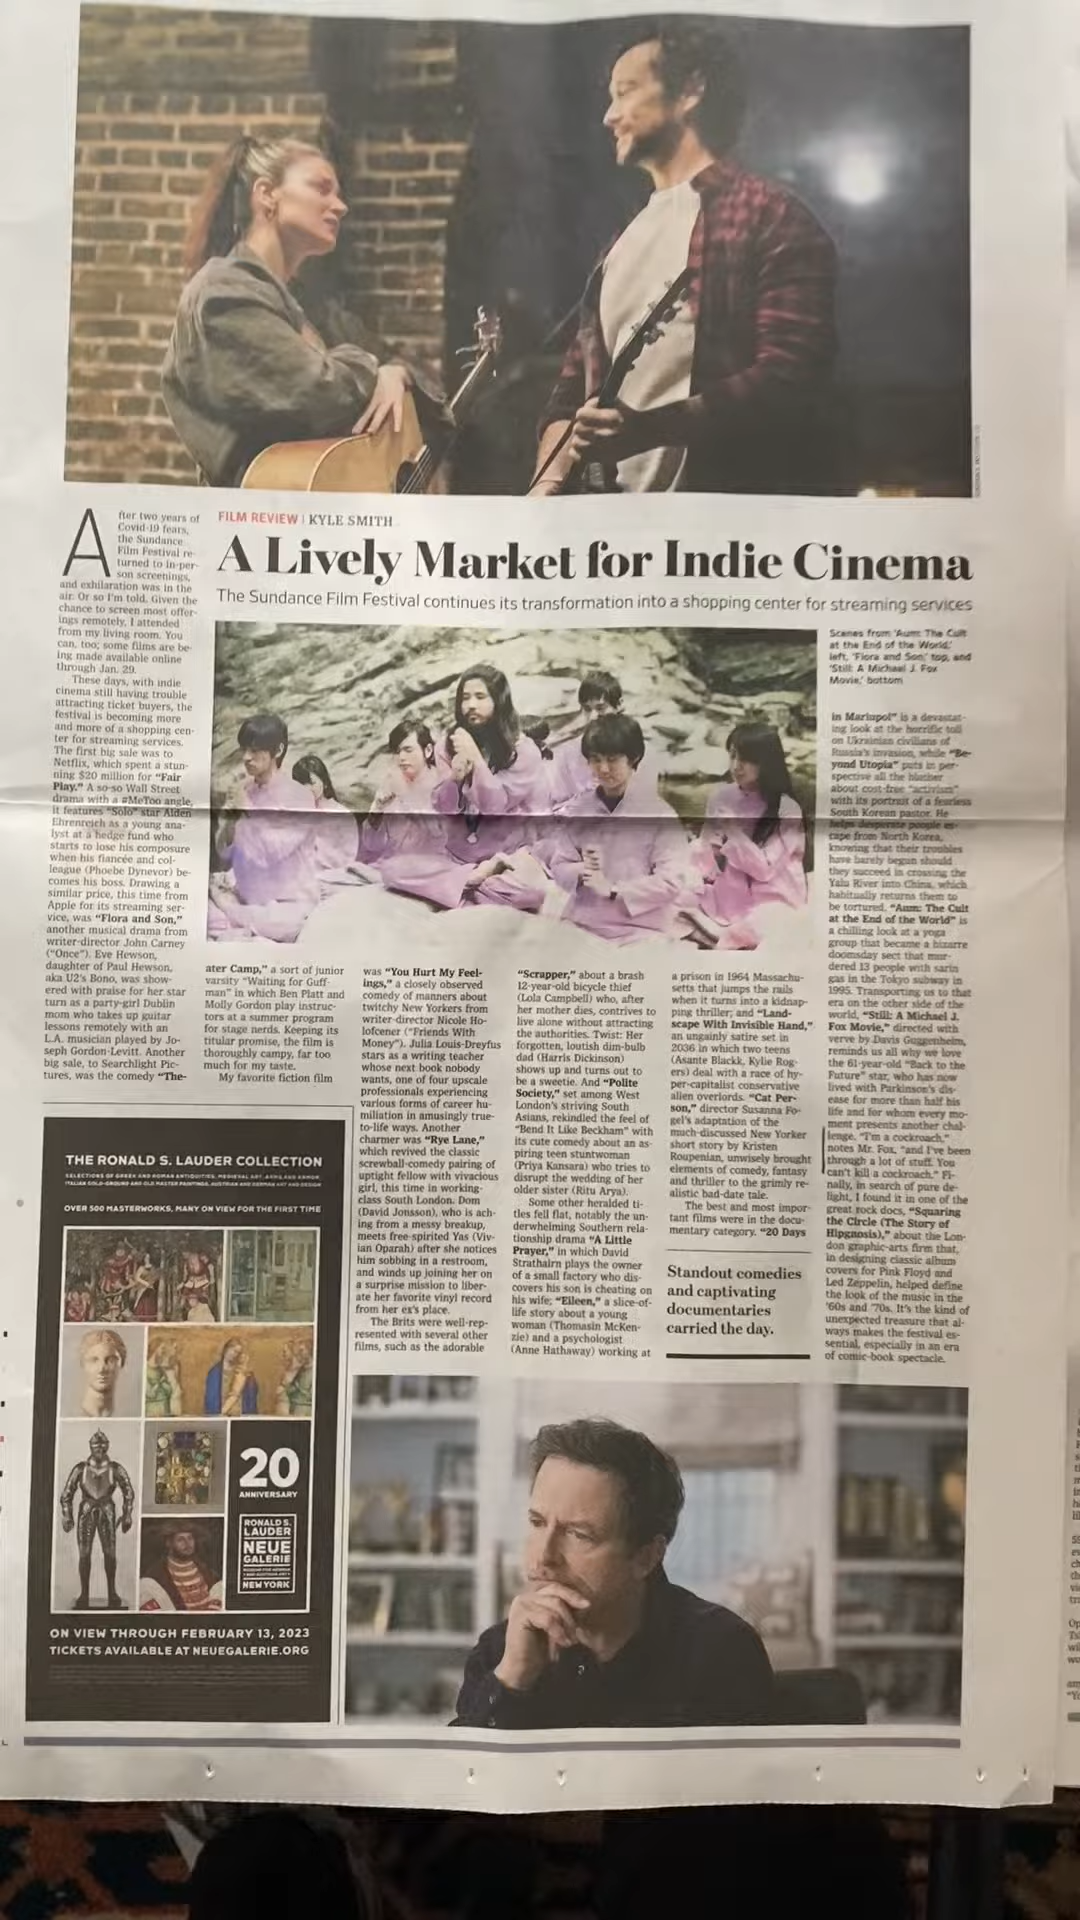 FILM REVIEW | KYLE SMITH
A Lively Market for Indie Cinema
The Sundance Film Festival continues its transformation into a shopping center for streaming services
After two years of
Covid-19 fears,
the Sundance
Film Festival re-
turned to in-per-
son screenings,
and exhilaration was in the
air. Or so I'm told. Given the
chance to screen most offer-
ings remotely, I attended
from my living room. You
can, too; some films are be-
ing made available online
through Jan. 29.
These days, with indie
cinema still having trouble
attracting ticket buyers, the
festival is becoming more
and more of a shopping cen-
ter for streaming services.
The first big sale was to
Netflix, which spent a stun-
ning $20 million for "Fair
Play." A so-so Wall Street
drama with a #MeToo angle,
it features "Solo" star Alden
Ehrenreich as a young ana-
lyst at a hedge fund who
starts to lose his composure
when his fiancée and col-
league (Phoebe Dynevor) be-
comes his boss. Drawing a
similar price, this time from
Apple for its streaming ser-
vice, was "Flora and Son,"
another musical drama from
writer-director John Carney
("Once"). Eve Hewson,
daughter of Paul Hewson,
aka U2's Bono, was show-
ered with praise for her star
turn as a party-girl Dublin
mom who takes up guitar
lessons remotely with an
L.A. musician played by Jo-
seph Gordon-Levitt. Another
big sale, to Searchlight Pic-
tures, was the comedy "The-
ater Camp," a sort of junior
varsity "Waiting for Guff-
man" in which Ben Platt and
Molly Gordon play instruc-
tors at a summer program
for stage nerds. Keeping its
titular promise, the film is
thoroughly campy, far too
much for my taste.
My favorite fiction film
was "You Hurt My Feel-
ings," a closely observed
comedy of manners about
twitchy New Yorkers from
writer-director Nicole Ho-
lofcener ("Friends With
Money"). Julia Louis-Dreyfus
stars as a writing teacher
whose next book nobody
wants, one of four upscale
professionals experiencing
various forms of career hu-
miliation in amusingly true-
to-life ways. Another
charmer was "Rye Lane,"
which revived the classic
screwball-comedy pairing of
uptight fellow with vivacious
girl, this time in working-
class South London. Dom
(David Jonsson), who is ach-
ing from a messy breakup,
meets free-spirited Yas (Viv-
ian Oparah) after she notices
him sobbing in a restroom,
and winds up joining her on
a surprise mission to liber-
ate her favorite vinyl record
from her ex's place.
The Brits were well-rep-
resented with several other
films, such as the adorable
"Scrapper," about a brash
12-year-old bicycle thief
(Lola Campbell) who, after
her mother dies, contrives to
live alone without attracting
the authorities. Twist: Her
forgotten, loutish dim-bulb
dad (Harris Dickinson)
shows up and turns out to
be a sweetie. And "Polite
Society," set among West
London's striving South
Asians, rekindled the feel of
"Bend It Like Beckham" with
its cute comedy about an as-
piring teen stuntwoman
(Priya Kansara) who tries to
disrupt the wedding of her
older sister (Ritu Arya).
Some other heralded ti-
tles fell flat, notably the un-
derwhelming Southern rela-
tionship drama "A Little
Prayer," in which David
Strathairn plays the owner
of a small factory who dis-
covers his son is cheating on
his wife; "Eileen," a slice-of-
life story about a young
woman (Thomasin McKen-
zie) and a psychologist
(Anne Hathaway) working at
a prison in 1964 Massachu-
setts that jumps the rails
when it turns into a kidnap-
ping thriller; and "Land-
scape With Invisible Hand,"
an ungainly satire set in
2036 in which two teens
(Asante Blackk, Kylie Rog-
ers) deal with a race of hy-
per-capitalist conservative
alien overlords. "Cat Per-
son," director Susanna Fo-
gel's adaptation of the
much-discussed New Yorker
short story by Kristen
Roupenian, unwisely brought
elements of comedy, fantasy
and thriller to the grimly re-
alistic bad-date tale.
The best and most impor-
tant films were in the docu-
mentary category. "20 Days
Standout comedies
and captivating
documentaries
carried the day.
Scenes from 'Aum: The Cult
at the End of the World,'
left, 'Flora and Son,' top, and
'Still: A Michael J. Fox
Movie,' bottom
in Mariupol" is a devastat-
ing look at the horrific toll
on Ukrainian civilians of
Russia's invasion, while "Be-
yond Utopia" puts in per-
spective all the blather
about cost-free "activism"
with its portrait of a fearless
South Korean pastor. He
helps desperate people es-
cape from North Korea,
knowing that their troubles
have barely begun should
they succeed in crossing the
Yalu River into China, which
habitually returns them to
be tortured. "Aum: The Cult
at the End of the World" is
a chilling look at a yoga
group that became a bizarre
doomsday sect that mur-
dered 13 people with sarin
gas in the Tokyo subway in
1995. Transporting us to that
era on the other side of the
world, "Still: A Michael J.
Fox Movie," directed with
verve by Davis Guggenheim,
reminds us all why we love
the 61-year-old "Back to the
Future" star, who has now
lived with Parkinson's dis-
ease for more than half his
life and for whom every mo-
ment presents another chal-
lenge. "I'm a cockroach,"
notes Mr. Fox, "and I've been
through a lot of stuff. You
can't kill a cockroach." Fi-
nally, in search of pure de-
light, I found it in one of the
great rock docs, "Squaring
the Circle (The Story of
Hipgnosis)," about the Lon-
don graphic-arts firm that,
in designing classic album
covers for Pink Floyd and
Led Zeppelin, helped define
the look of the music in the
'60s and '70s. It's the kind of
unexpected treasure that al-
ways makes the festival es-
sential, especially in an era
of comic-book spectacle.
THE RONALD S. LAUDER COLLECTION
SELECTIONS OF GREEK AND ROMAN ANTIQUITIES, MEDIEVAL ART, ARMS AND ARMOR,
ITALIAN GOLD-GROUND AND OLD MASTER PAINTINGS, AUSTRIAN AND GERMAN ART AND DESIGN
OVER 500 MASTERWORKS, MANY ON VIEW FOR THE FIRST TIME
20
ANNIVERSARY
RONALD S.
LAUDER
NEUE
GALERIE
NEW YORK
ON VIEW THROUGH FEBRUARY 13, 2023
TICKETS AVAILABLE AT NEUEGALERIE.ORG